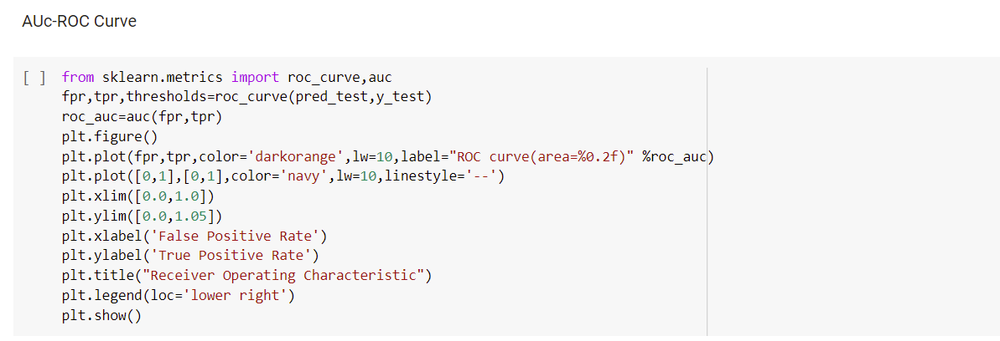 AUc-ROC Curve
[ ] from sklearn.metrics import roc_curve,auc
fpr,tpr,thresholds=roc_curve(pred_test,y_test)
roc_auc=auc(fpr,tpr)
plt.figure()
plt.plot(fpr,tpr,color='darkorange',lw=10,label="ROC curve(area=%0.2f)" %roc_auc)
plt.plot([0,1],[0,1],color='navy',lw=10,linestyle='--')
plt.xlim([0.0,1.0])
plt.ylim([0.0,1.05])
plt.xlabel('False Positive Rate')
plt.ylabel('True Positive Rate')
plt.title("Receiver Operating Characteristic")
plt.legend(loc='lower right')
plt.show()